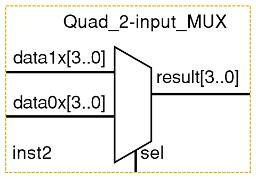 Quad_2-input_MUX
data1x[3..0]
result[3..0]
data0x[3..0]
inst2
sel